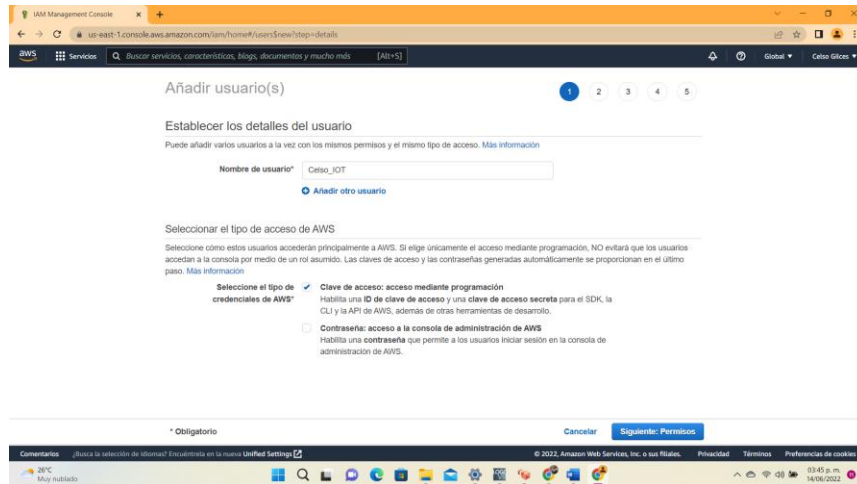 IAM Management Console
us-east-1.console.aws.amazon.com/iam/home#/users$new?step=details
aws Servicios Buscar servicios, características, blogs, documentos y mucho más [Alt+S] Global Celso Gilces
Añadir usuario(s) 1 2 3 4 5
Establecer los detalles del usuario
Puede añadir varios usuarios a la vez con los mismos permisos y el mismo tipo de acceso. Más información
Nombre de usuario* Celso_IOT
Añadir otro usuario
Seleccionar el tipo de acceso de AWS
Seleccione cómo estos usuarios accederán principalmente a AWS. Si elige únicamente el acceso mediante programación, NO evitará que los usuarios
accedan a la consola por medio de un rol asumido. Las claves de acceso y las contraseñas generadas automáticamente se proporcionan en el último
paso. Más información
Seleccione el tipo de Clave de acceso: acceso mediante programación
credenciales de AWS* Habilita una ID de clave de acceso y una clave de acceso secreta para el SDK, la
CLI y la API de AWS, además de otras herramientas de desarrollo.
Contraseña: acceso a la consola de administración de AWS
Habilita una contraseña que permite a los usuarios iniciar sesión en la consola de
administración de AWS.
* Obligatorio Cancelar Siguiente: Permisos
Comentarios ¿Busca la selección de idiomas? Encuéntrela en la nueva Unified Settings © 2022, Amazon Web Services, Inc. o sus filiales. Privacidad Términos Preferencias de cookies
26°C 03:45 p. m.
Muy nublado 14/06/2022